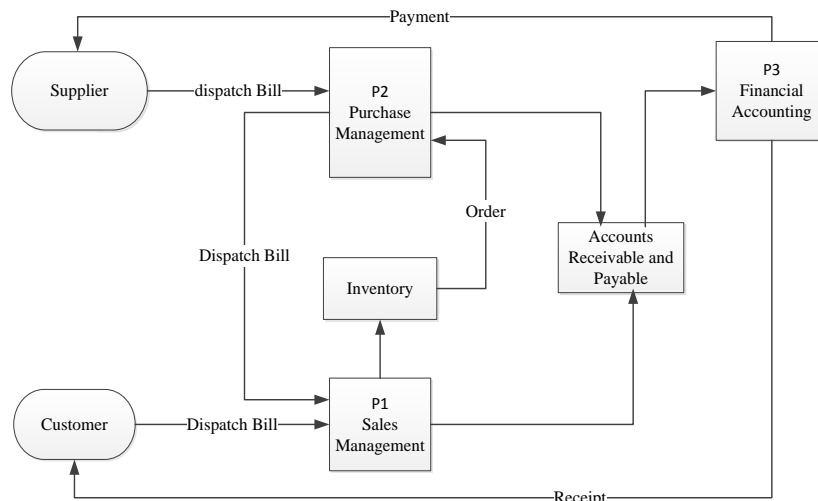 Payment
P3
Financial
Accounting
Supplier
dispatch Bill
P2
Purchase
Management
Order
Accounts
Receivable and
Payable
Dispatch Bill
Inventory
P1
Sales
Management
Customer
Dispatch Bill
Receipt